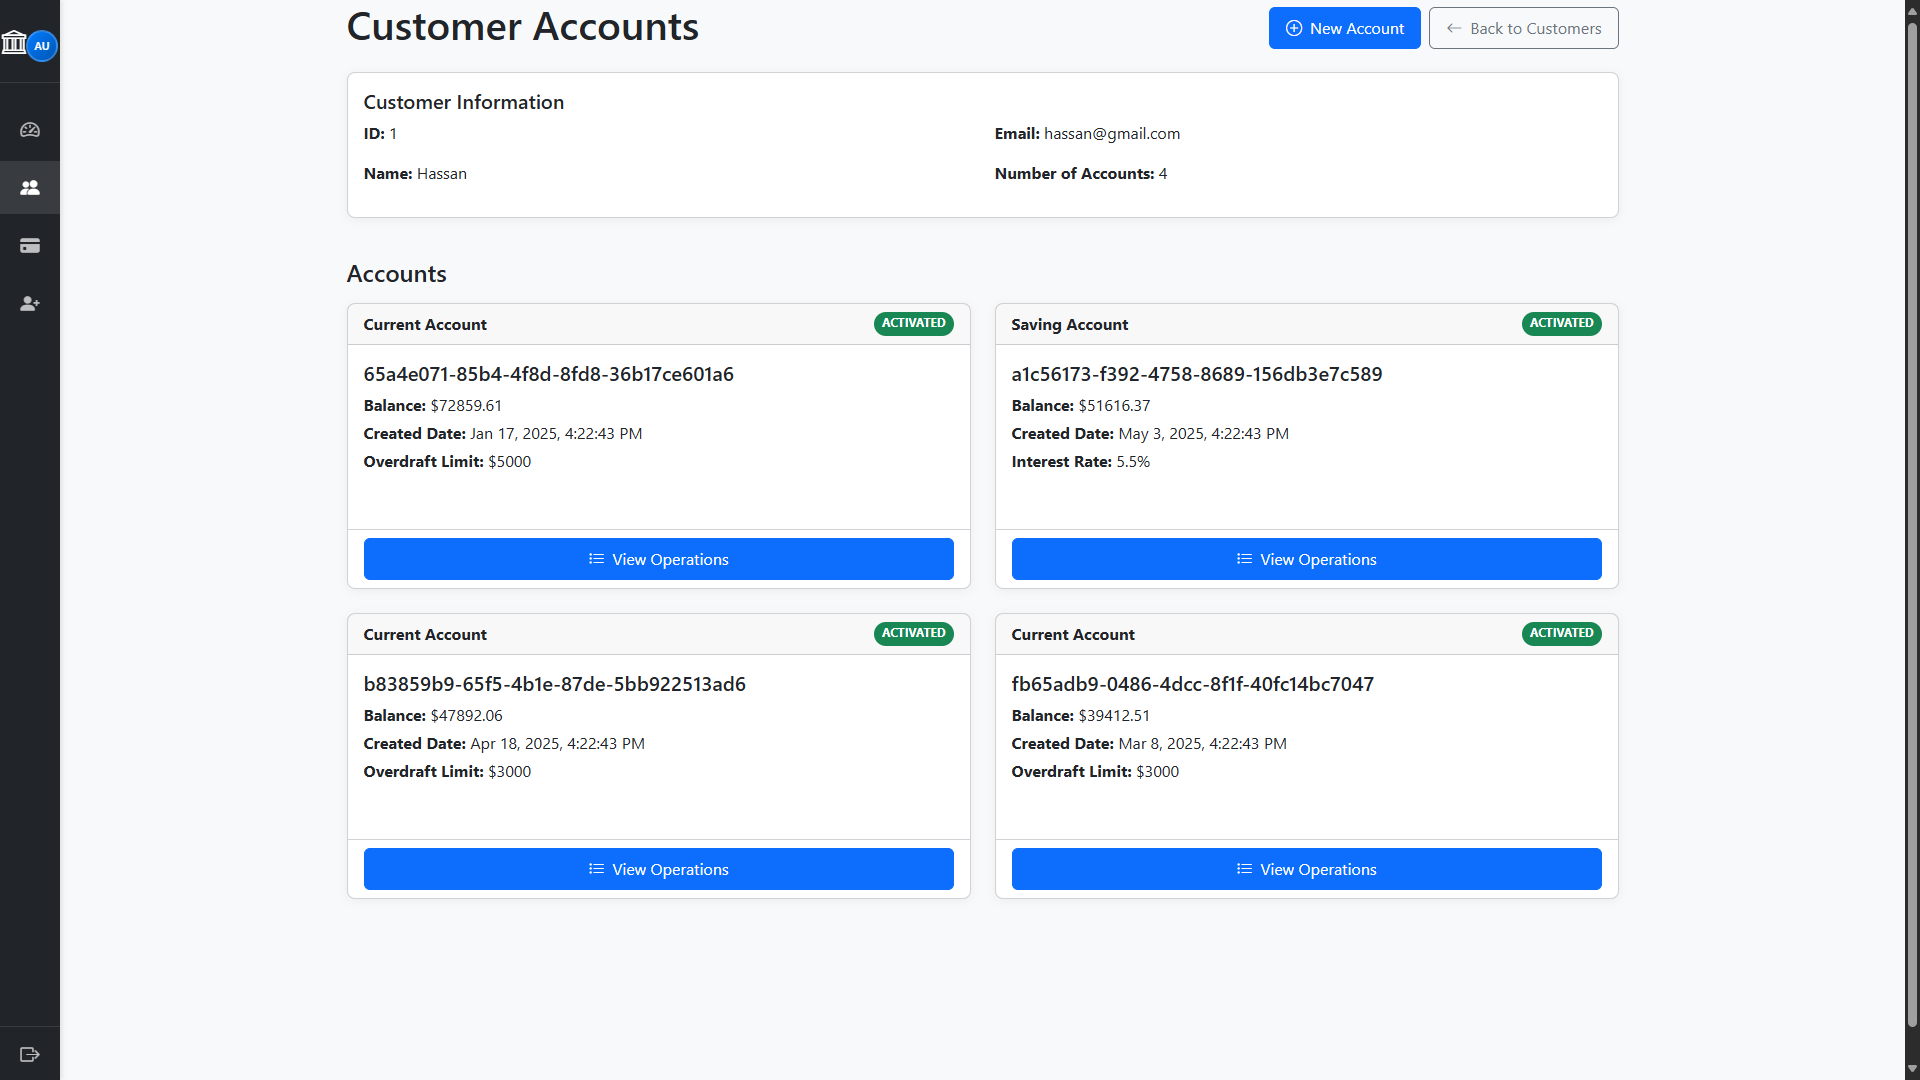 AU
Customer Accounts
New Account
Back to Customers
Customer Information
ID: 1
Email: hassan@gmail.com
Name: Hassan
Number of Accounts: 4
Accounts
Current Account
ACTIVATED
65a4e071-85b4-4f8d-8fd8-36b17ce601a6
Balance: $72859.61
Created Date: Jan 17, 2025, 4:22:43 PM
Overdraft Limit: $5000
View Operations
Saving Account
ACTIVATED
a1c56173-f392-4758-8689-156db3e7c589
Balance: $51616.37
Created Date: May 3, 2025, 4:22:43 PM
Interest Rate: 5.5%
View Operations
Current Account
ACTIVATED
b83859b9-65f5-4b1e-87de-5bb922513ad6
Balance: $47892.06
Created Date: Apr 18, 2025, 4:22:43 PM
Overdraft Limit: $3000
View Operations
Current Account
ACTIVATED
fb65adb9-0486-4dcc-8f1f-40fc14bc7047
Balance: $39412.51
Created Date: Mar 8, 2025, 4:22:43 PM
Overdraft Limit: $3000
View Operations